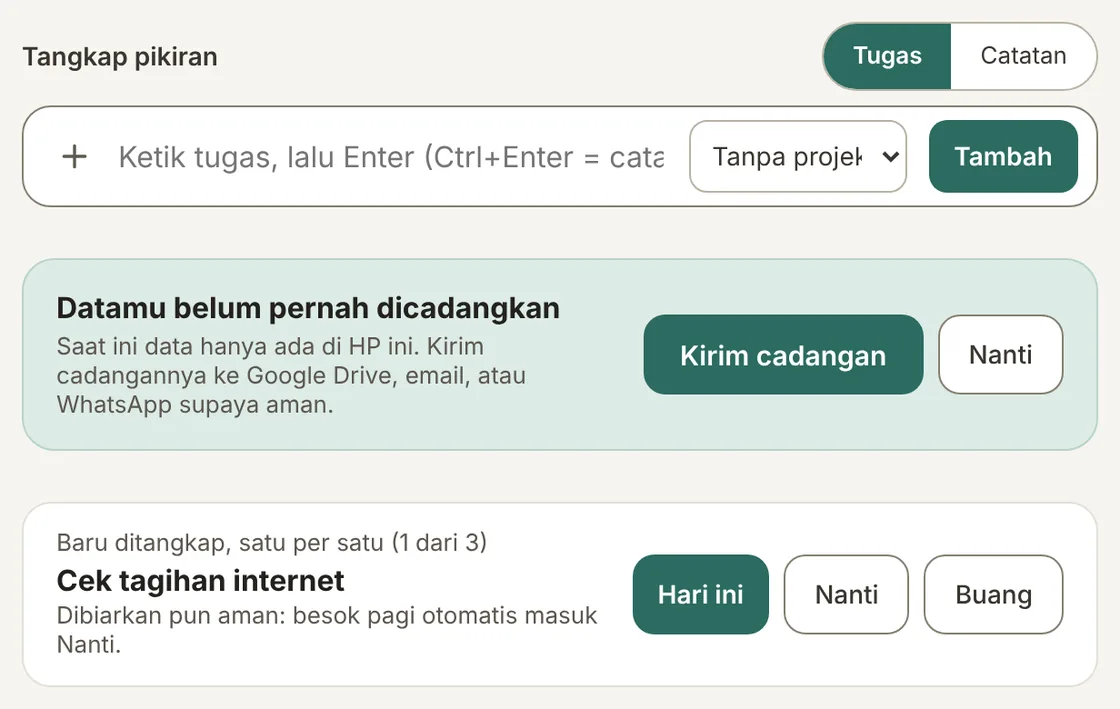 Tangkap pikiran
Tugas
Catatan
+ Ketik tugas, lalu Enter (Ctrl+Enter = cata
Tanpa projek
Tambah
Datamu belum pernah dicadangkan
Saat ini data hanya ada di HP ini. Kirim
cadangannya ke Google Drive, email, atau
WhatsApp supaya aman.
Kirim cadangan
Nanti
Baru ditangkap, satu per satu (1 dari 3)
Cek tagihan internet
Dibiarkan pun aman: besok pagi otomatis masuk
Nanti.
Hari ini
Nanti
Buang